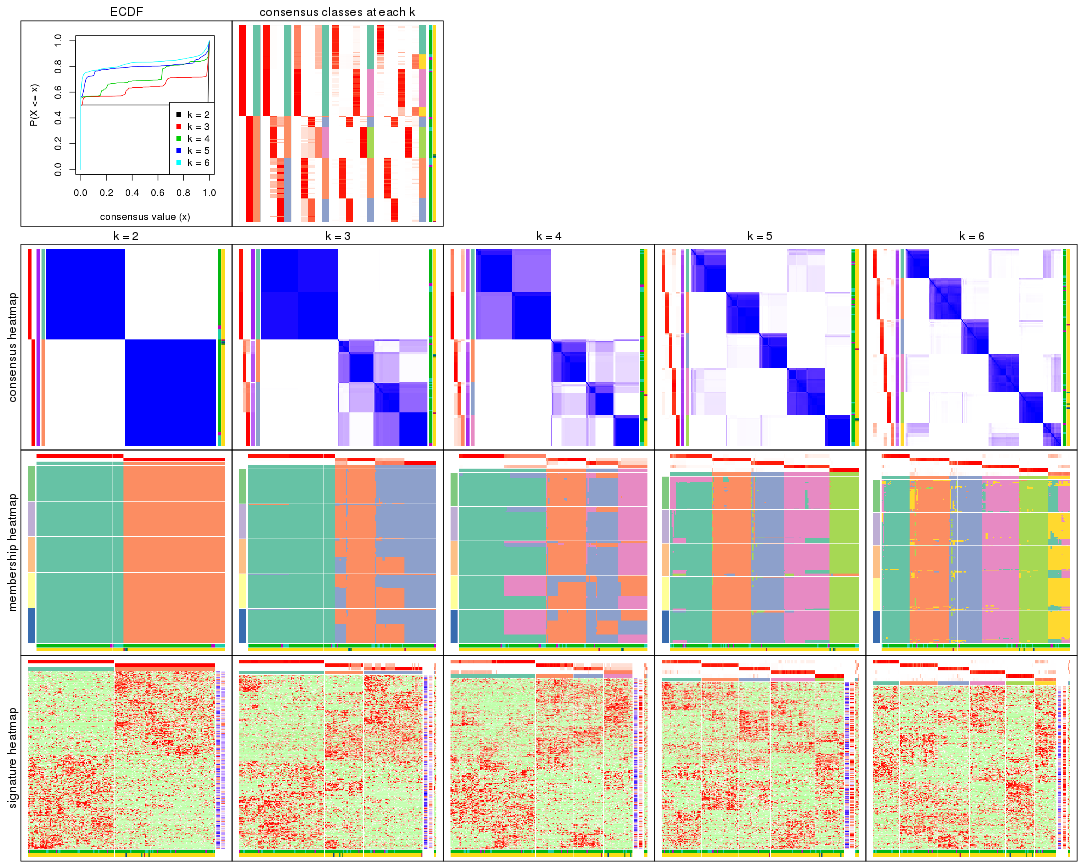 ECDF
consensus classes at each k
P(X <= x)
0.0
0.2
0.4
0.6
0.8
1.0
k = 2
k = 3
k = 4
k = 5
k = 6
0.0 0.2 0.4 0.6 0.8 1.0
consensus value (x)
k = 2
k = 3
k = 4
k = 5
k = 6
consensus heatmap
membership heatmap
signature heatmap